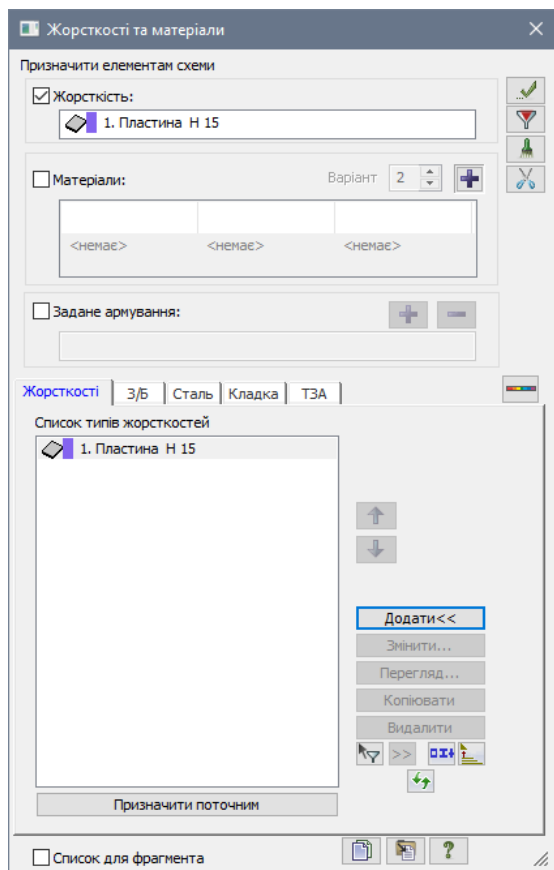 Жорсткості та матеріали
Призначити елементам схеми
Жорсткість:
1. Пластина Н 15
Матеріали:
Варіант 2
<немає> <немає> <немає>
Задане армування:
Жорсткості З/Б Сталь Кладка ТЗА
Список типів жорсткостей
1. Пластина Н 15
Додати<<
Змінити...
Перегляд...
Копіювати
Видалити
>>
Призначити поточним
Список для фрагмента
?